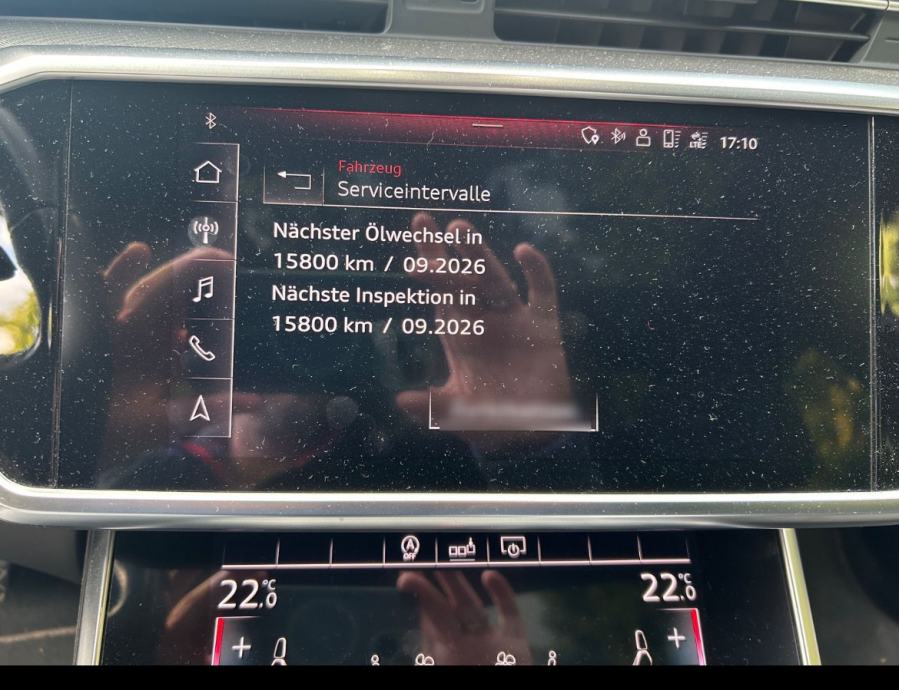 17:10
Fahrzeug
Serviceintervalle
Nächster Ölwechsel in
15800 km / 09.2026
Nächste Inspektion in
15800 km / 09.2026
A
OFF
22.0 °C
22.0 °C
+
+